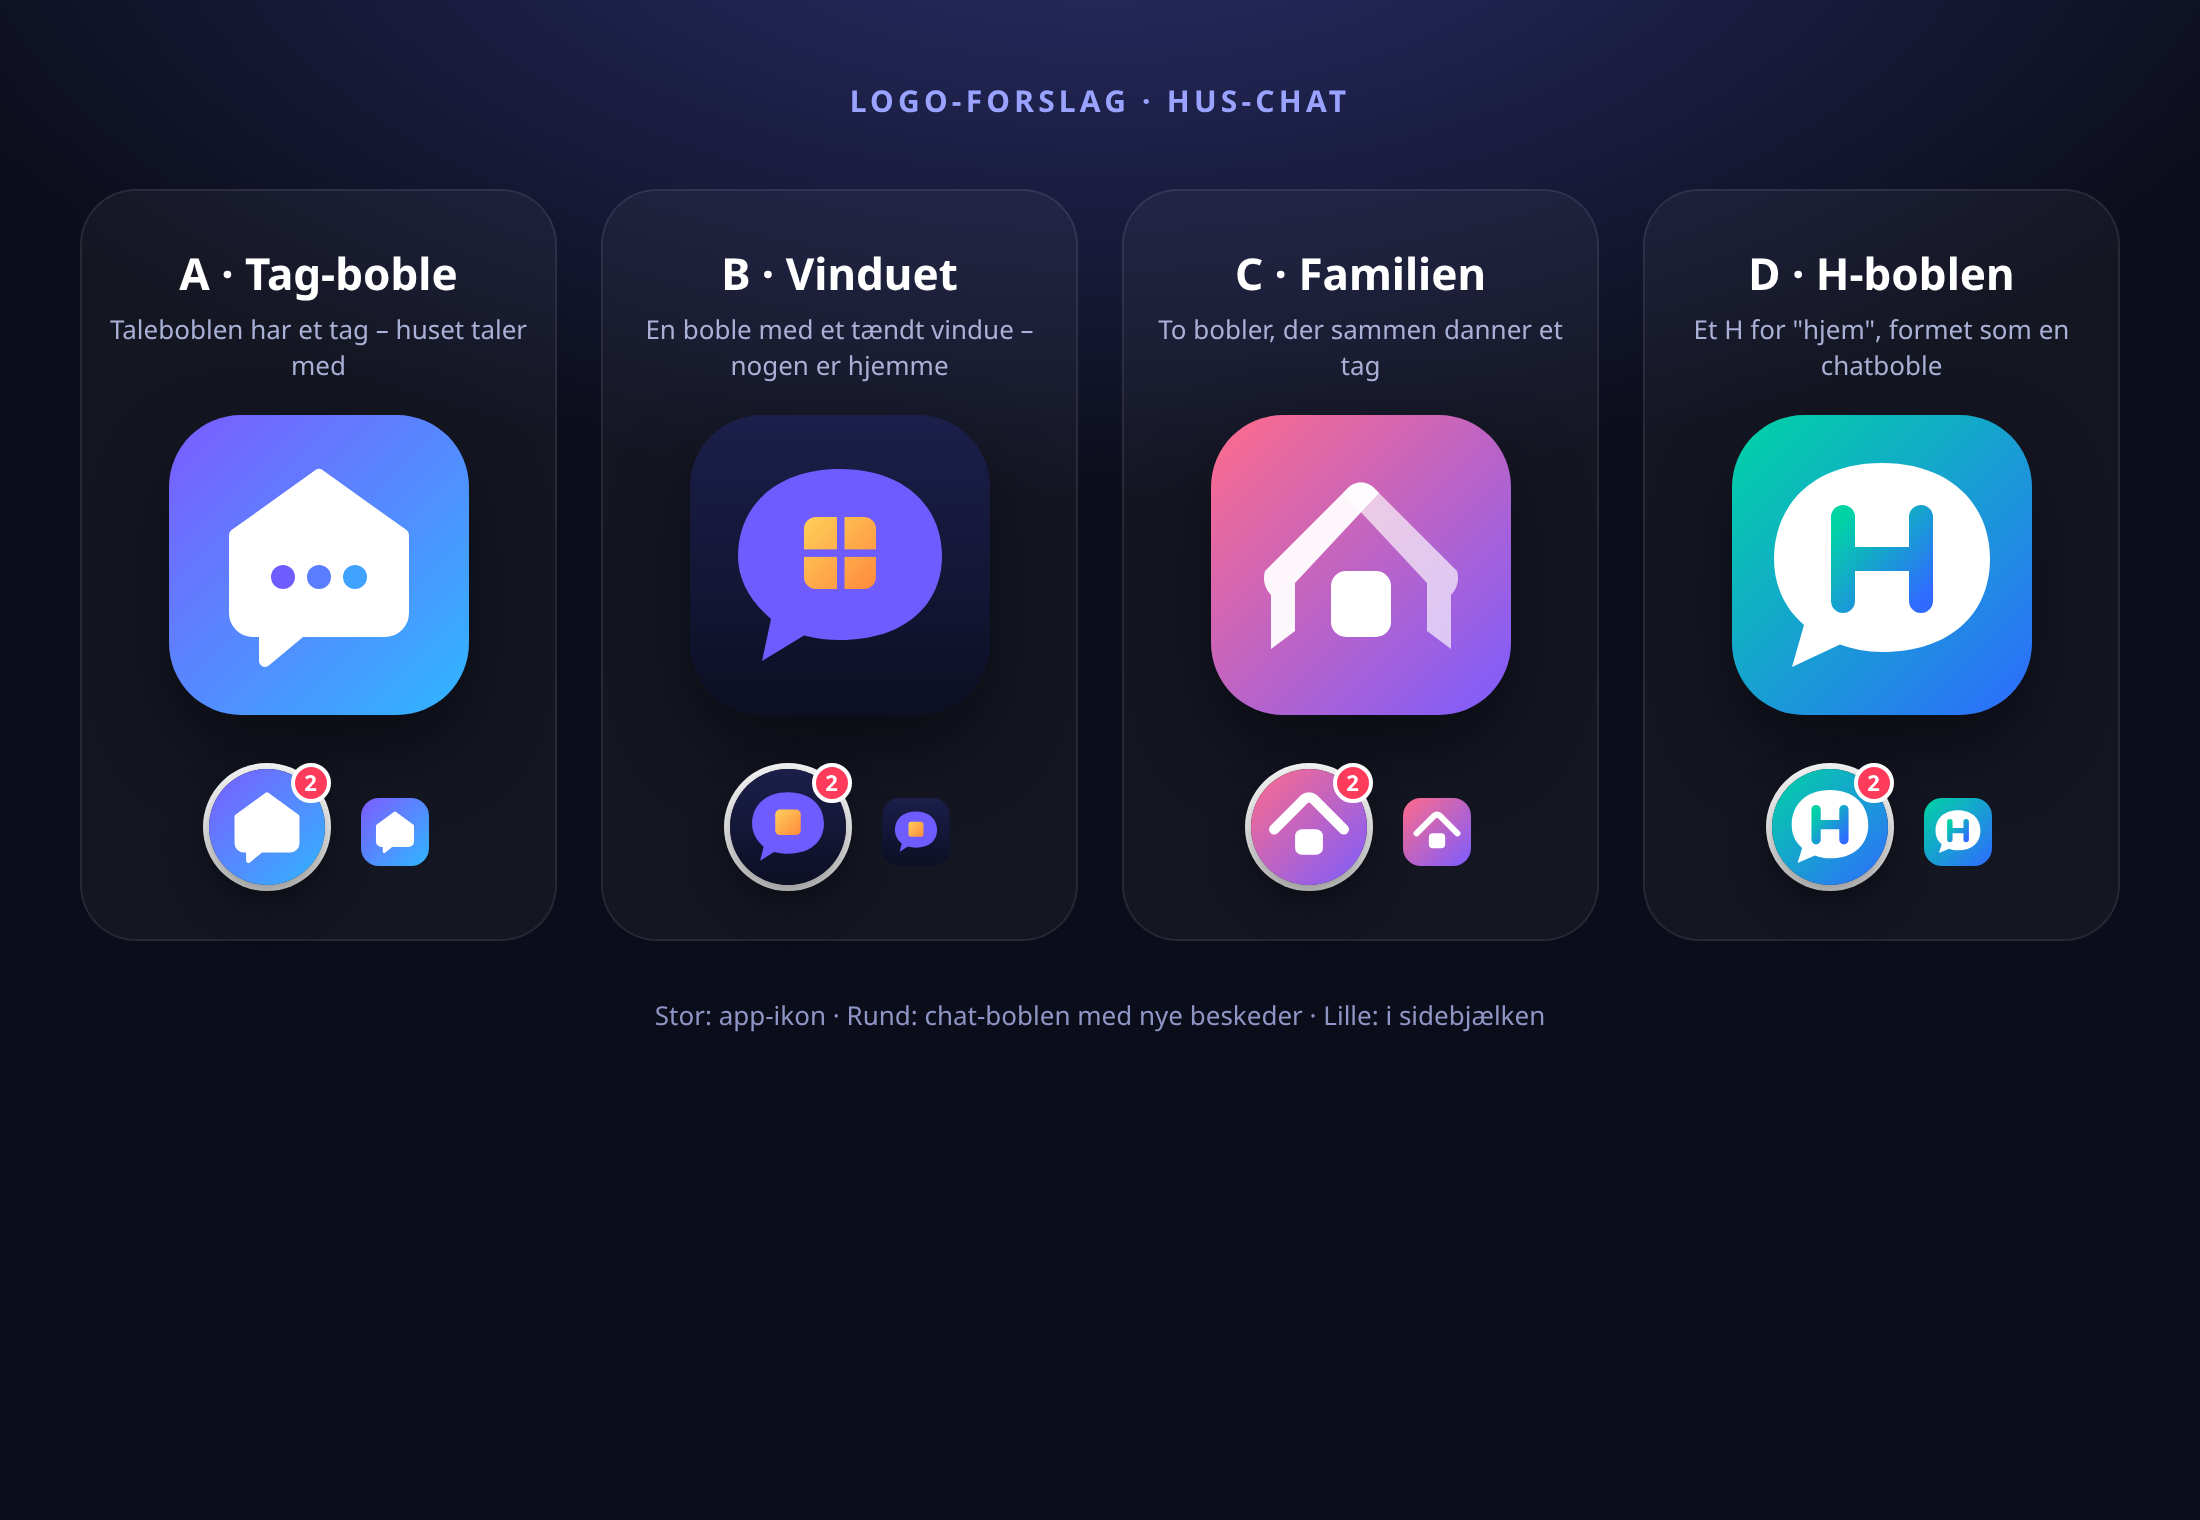 LOGO-FORSLAG · HUS-CHAT
A · Tag-boble
Taleboblen har et tag – huset taler
med
2
B · Vinduet
En boble med et tændt vindue –
nogen er hjemme
2
C · Familien
To bobler, der sammen danner et
tag
2
D · H-boblen
Et H for "hjem", formet som en
chatboble
H
H
2
H
Stor: app-ikon · Rund: chat-boblen med nye beskeder · Lille: i sidebjælken